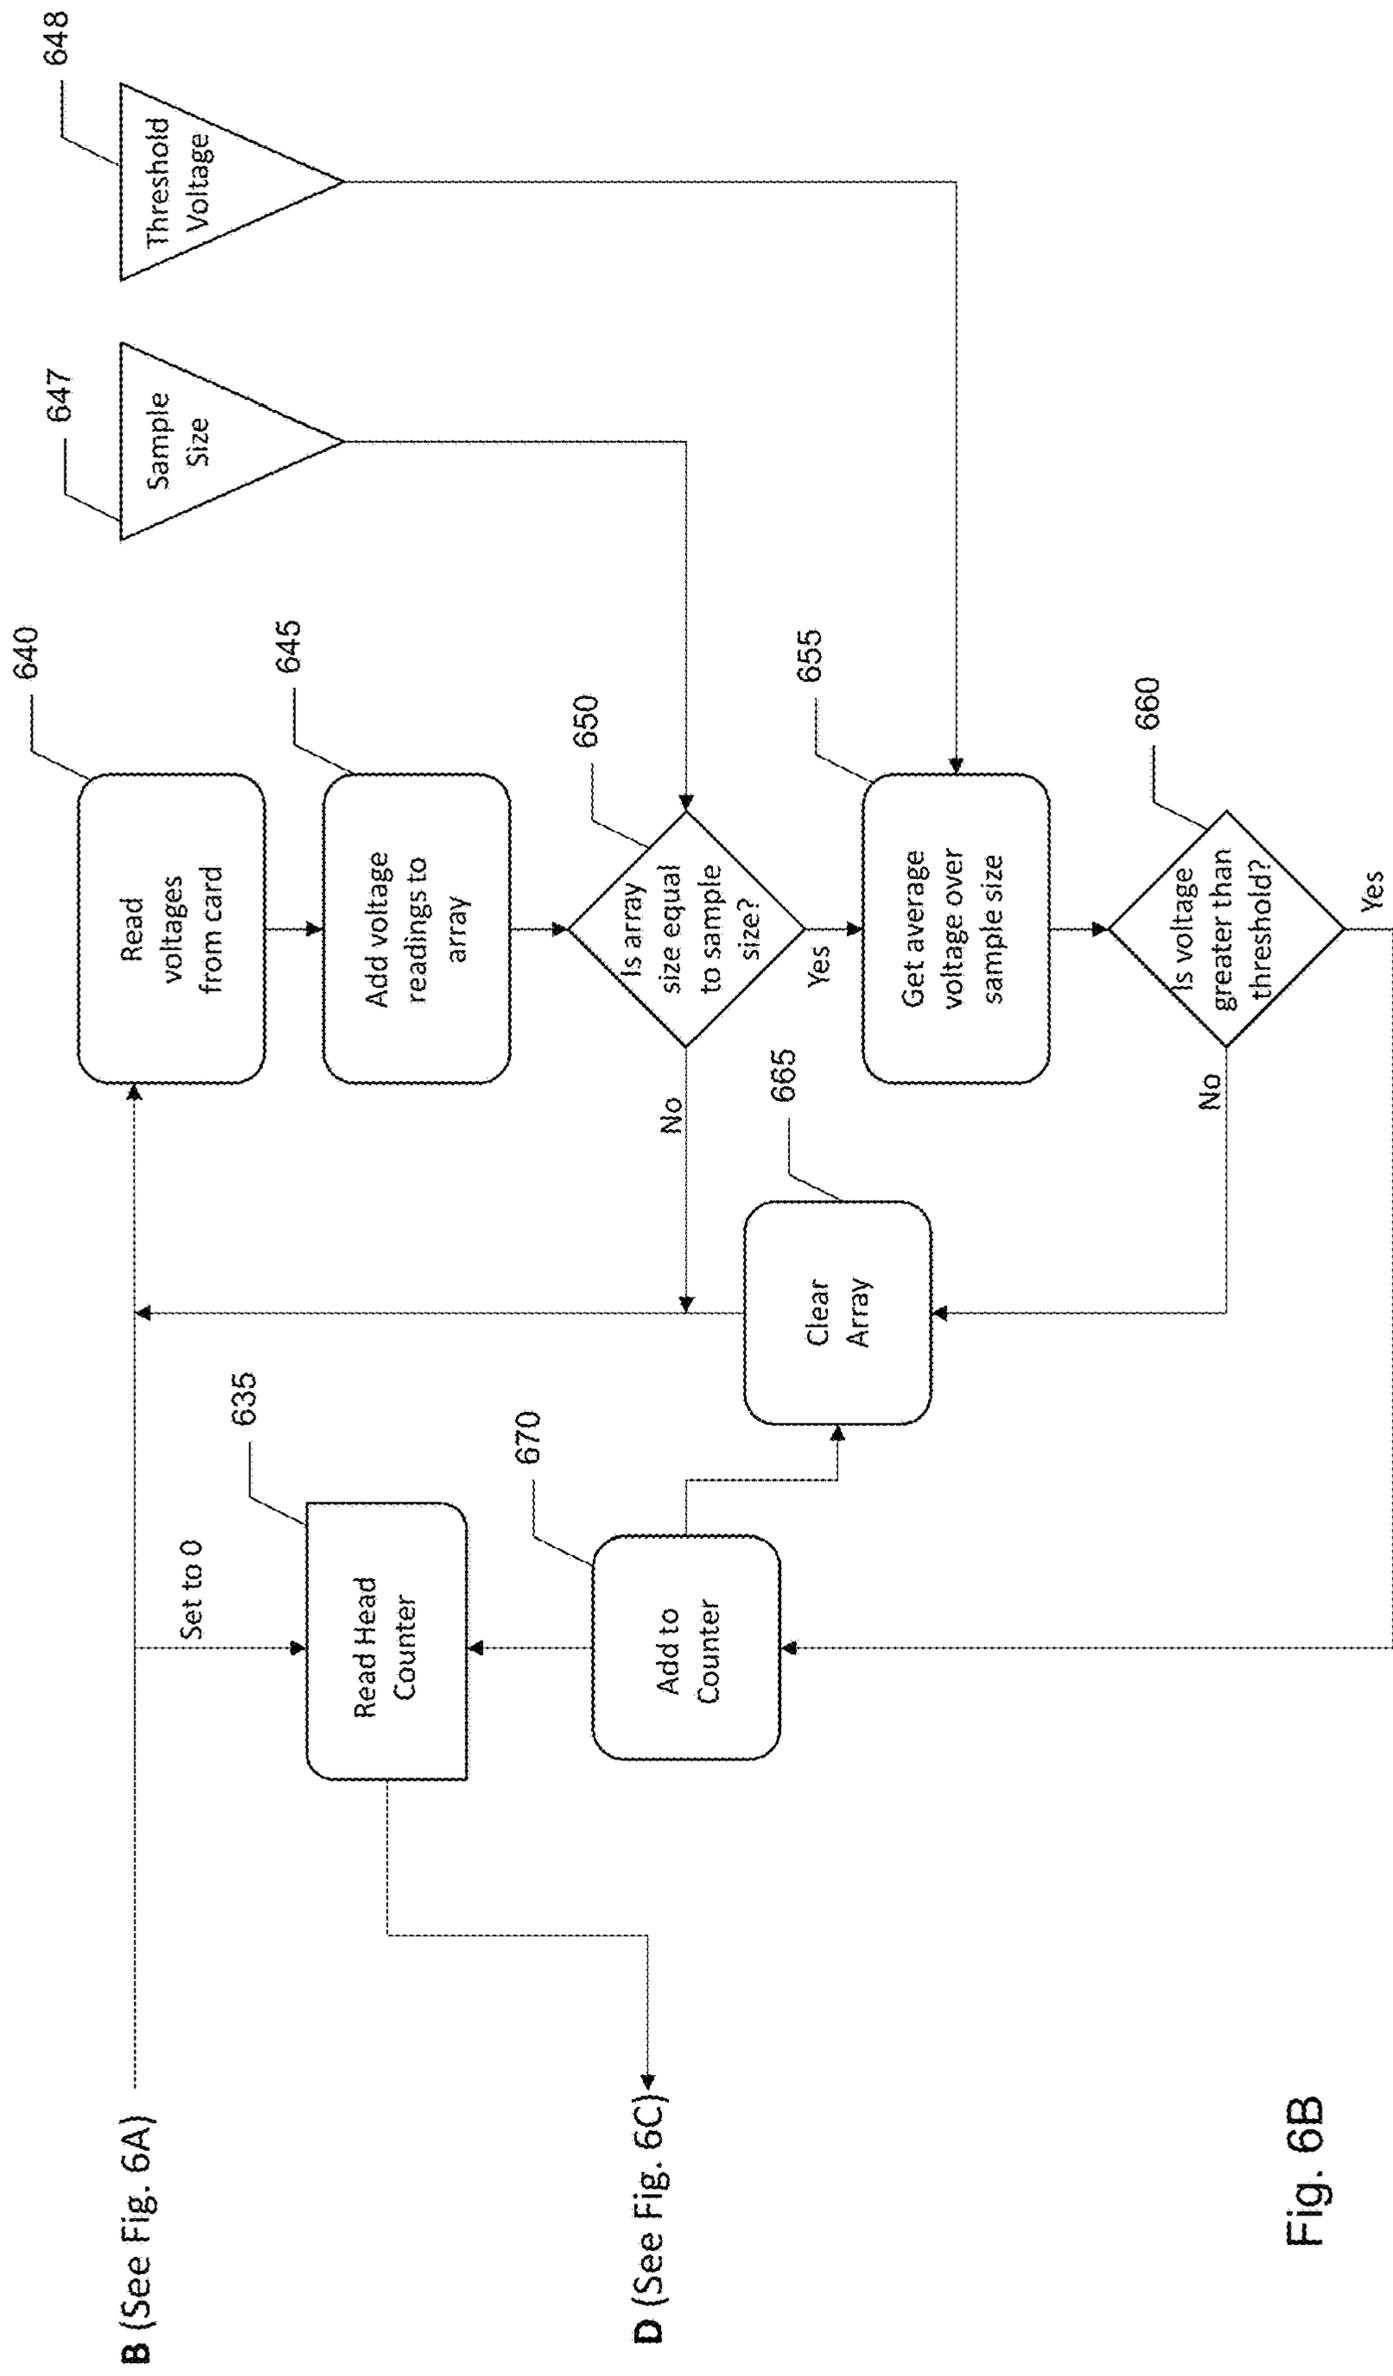 B (See Fig. 6A)
Set to 0
635
Read Head
Counter
670
Add to
Counter
D (See Fig. 6C)
640
Read
voltages
from card
645
Add voltage
readings to
array
647
Sample
Size
648
Threshold
Voltage
650
Is array
size equal
to sample
size?
No
Yes
655
Get average
voltage over
sample size
665
Clear
Array
660
Is voltage
greater than
threshold?
No
Yes
Fig. 6B